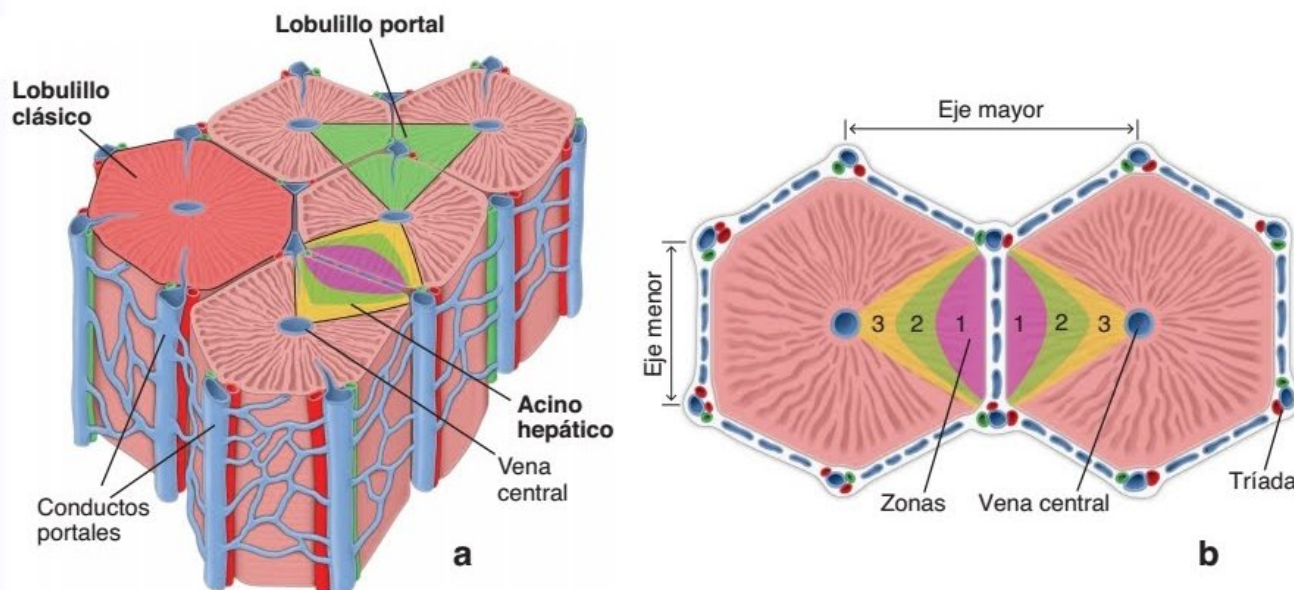 Lobulillo portal
Lobulillo
clásico
Acino
hepático
Vena
central
Conductos
portales
a
Eje mayor
Eje menor
3 2 1 1 2 3
Zonas
Vena central
Tríada
b